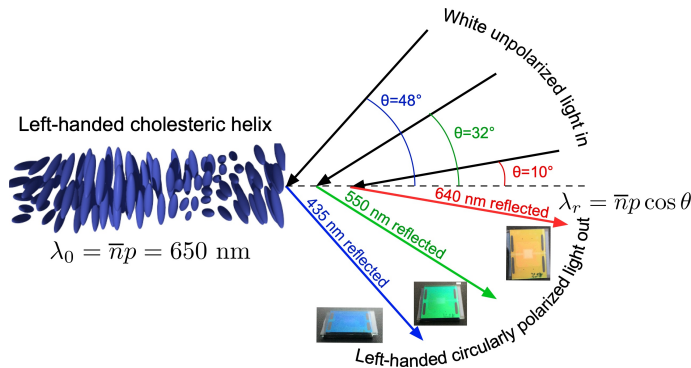 White unpolarized light in
θ=48°
θ=32°
θ=10°
Left-handed cholesteric helix
λ₀ = n̅p = 650 nm
λᵣ = n̅p cos θ
640 nm reflected
550 nm reflected
435 nm reflected
Left-handed circularly polarized light out